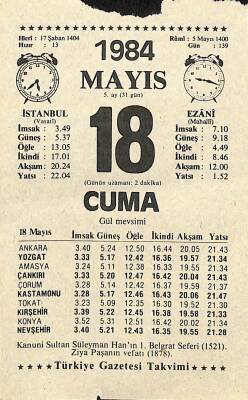 Hicri : 17 Şaban 1404
Hızır : 13
Rûmî : 5 Mayıs 1400
Gün : 139
1984
MAYIS
5. ay (31 gün)
İSTANBUL
(Vasatî)
İmsak : 3.49
Güneş : 5.37
Öğle : 13.05
İkindi : 17.01
Akşam : 20.24
Yatsı : 22.04
18
(Günün uzaması: 2 dakika)
EZÂNÎ
(Mahallî)
İmsak : 7.10
Güneş : 9.18
Öğle : 4.49
İkindi : 8.46
Akşam : 12.00
Yatsı : 1.52
CUMA
Gül mevsimi
18 Mayıs İmsak Güneş Öğle İkindi Akşam Yatsı
ANKARA 3.40 5.24 12.50 16.44 20.05 21.43
YOZGAT 3.33 5.17 12.42 16.36 19.57 21.34
AMASYA 3.24 5.11 12.38 16.33 19.55 21.34
ÇANKIRI 3.33 5.20 12.47 16.42 20.04 21.43
ÇORUM 3.28 5.14 12.42 16.37 19.59 21.38
KASTAMONU 3.28 5.17 12.46 16.43 20.06 21.47
TOKAT 3.23 5.09 12.35 16.30 19.52 21.30
KIRŞEHİR 3.39 5.22 12.45 16.38 19.58 21.33
KONYA 3.52 5.31 12.51 16.42 20.02 21.34
NEVŞEHİR 3.40 5.21 12.43 16.35 19.55 21.28
Kanuni Sultan Süleyman Han'ın 1. Belgrat Seferi (1521).
Ziya Paşanın vefatı (1878).
★★★★Türkiye Gazetesi Takvimi★★★★